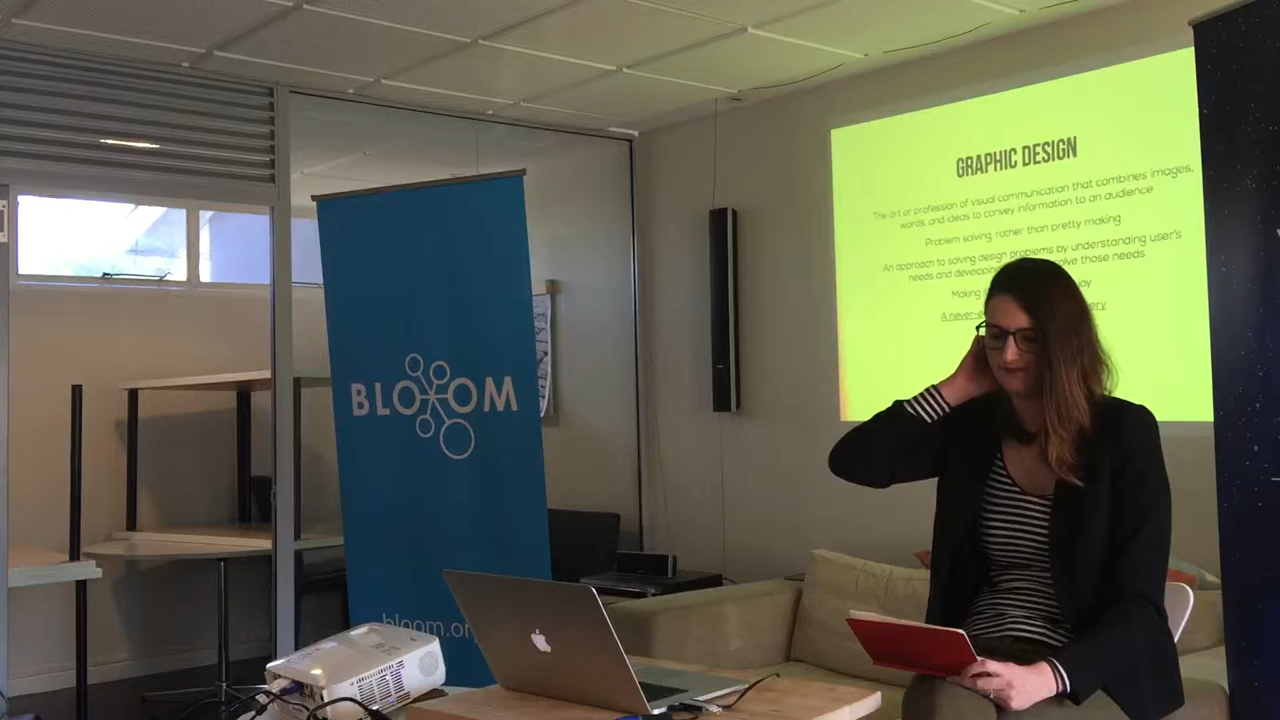 GRAPHIC DESIGN
The art or profession of visual communication that combines images,
words, and ideas to convey information to an audience
Problem solving, rather than pretty making
An approach to solving design problems by understanding user's
needs and developing solve those needs
Making
A never-
BLOOM
bloom.or